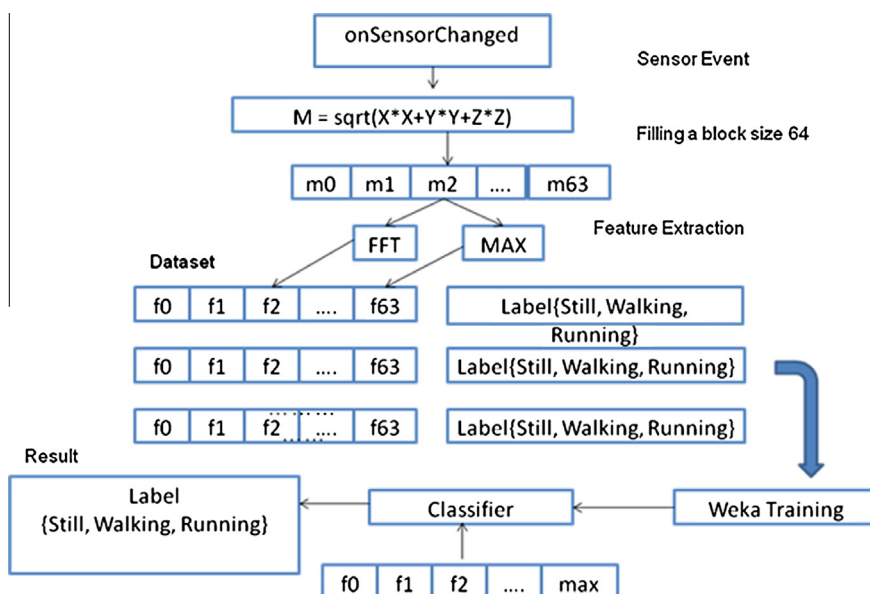 onSensorChanged
Sensor Event
M = sqrt(X*X+Y*Y+Z*Z)
Filling a block size 64
m0 m1 m2 .... m63
Feature Extraction
FFT MAX
Dataset
f0 f1 f2 .... f63
Label{Still, Walking,
Running}
f0 f1 f2 .... f63
Label{Still, Walking, Running}
... ... ...
f0 f1 f2 .... f63
Label{Still, Walking, Running}
... ...
Result
Label
{Still, Walking, Running}
Classifier
Weka Training
f0 f1 f2 .... max